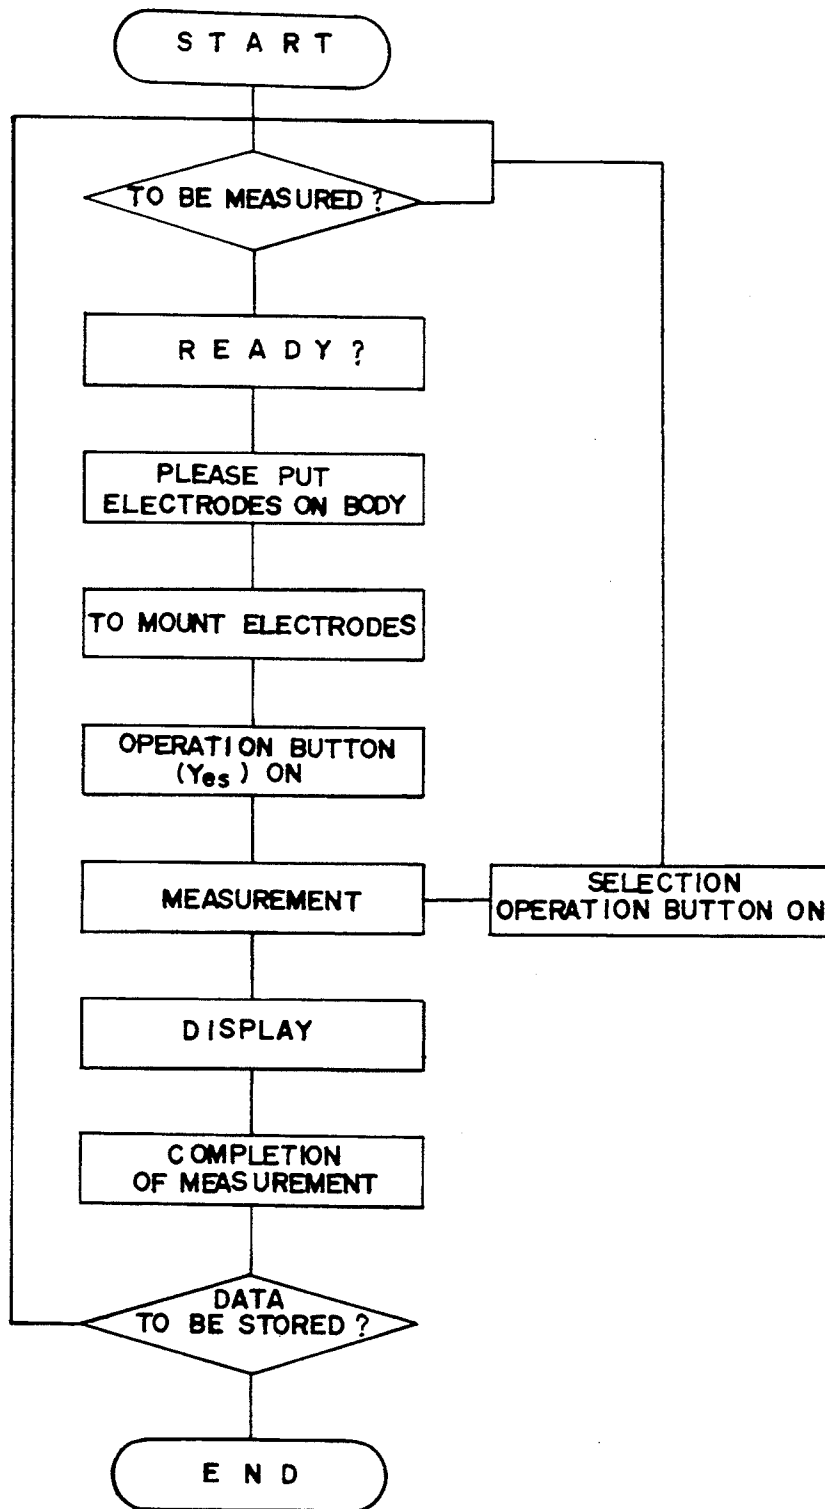 START
TO BE MEASURED?
READY?
PLEASE PUT
ELECTRODES ON BODY
TO MOUNT ELECTRODES
OPERATION BUTTON
(Yes) ON
MEASUREMENT
SELECTION
OPERATION BUTTON ON
DISPLAY
COMPLETION
OF MEASUREMENT
DATA
TO BE STORED?
END